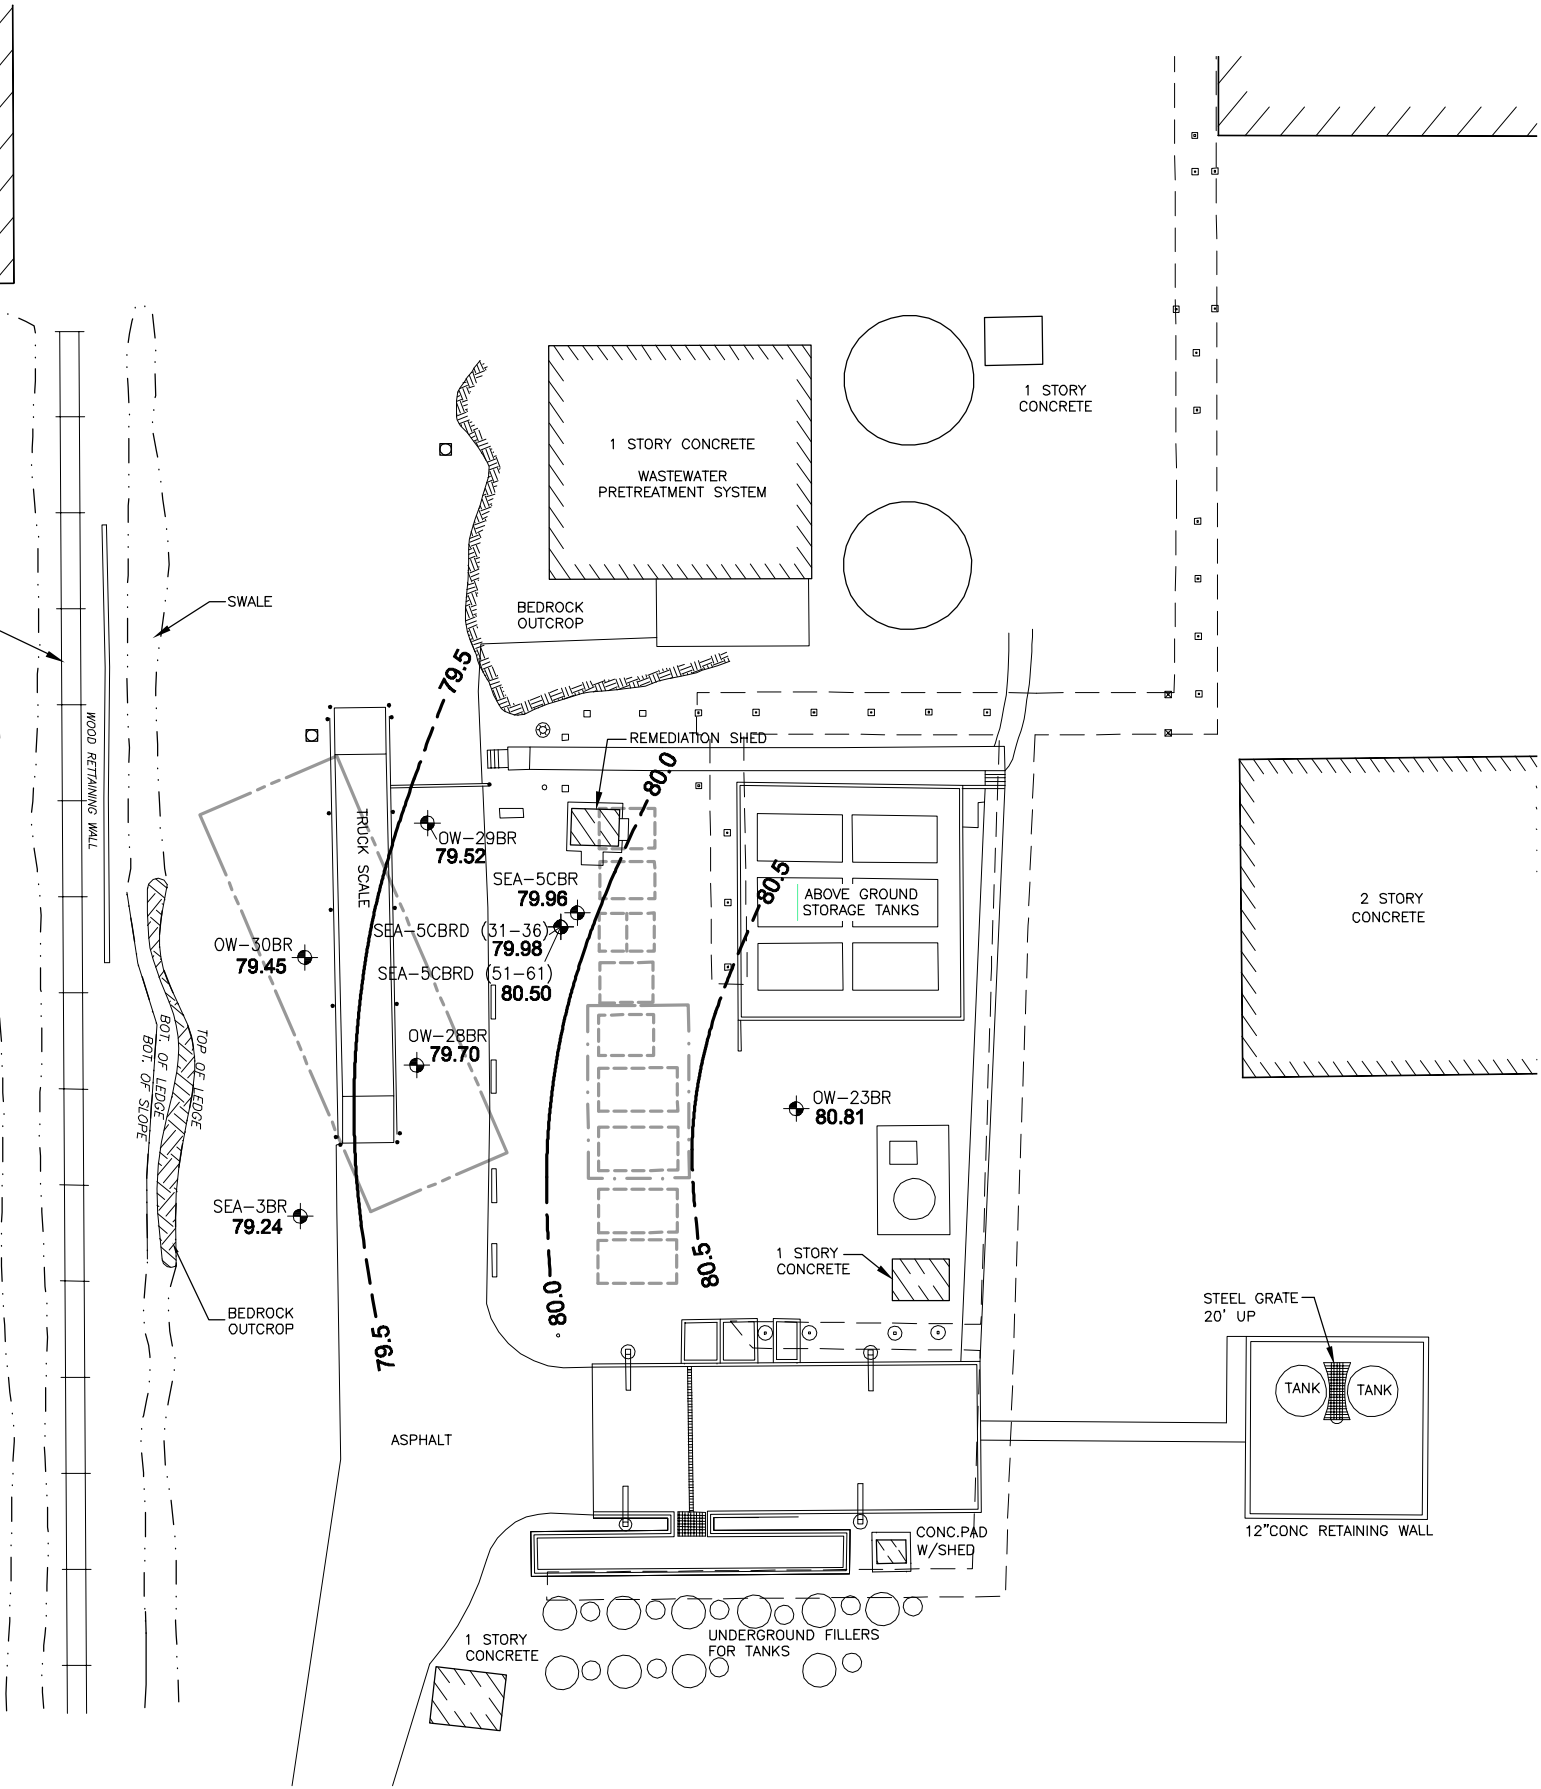 1 STORY
CONCRETE
1 STORY CONCRETE
WASTEWATER
PRETREATMENT SYSTEM
SWALE
BEDROCK
OUTCROP
79.5
WOOD RETTAINING WALL
REMEDIATION SHED
80.0
TRUCK SCALE
OW-29BR
79.52
SEA-5CBR
79.96
80.5
ABOVE GROUND
STORAGE TANKS
2 STORY
CONCRETE
SEA-5CBRD (31-36)
79.98
OW-30BR
79.45
SEA-5CBRD (51-61)
80.50
OW-28BR
79.70
TOP OF LEDGE
BOT. OF LEDGE
BOT. OF SLOPE
OW-23BR
80.81
SEA-3BR
79.24
1 STORY
CONCRETE
80.5
80.0
79.5
BEDROCK
OUTCROP
STEEL GRATE
20' UP
TANK
TANK
ASPHALT
12"CONC RETAINING WALL
CONC.PAD
W/SHED
UNDERGROUND FILLERS
FOR TANKS
1 STORY
CONCRETE